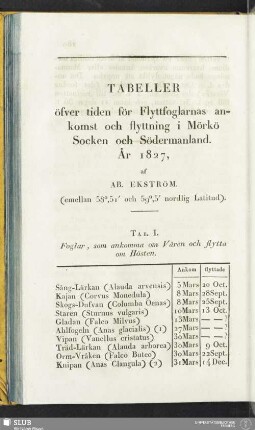 TABELLER
öfver tiden för Flyttfoglarnas an-
komst och flyttning i Mörkö
Socken och Södermanland.
År 1827,
af
AB. EKSTRÖM.
(emellan 58°,51' och 59°,5' nordlig Latitud).
TAB. I.
Foglar, som ankomma om Våren och flytta
om Hösten.
Ankom flyttade
Sång-Lärkan (Alauda arvensis) 5 Mars 20 Oct.
Kajan (Corvus Monedula) 8 Mars 28 Sept.
Skogs-Dufvan (Columba Oenas) 8 Mars 25 Sept.
Staren (Sturnus vulgaris) 10 Mars 13 Oct.
Gladan (Falco Milvus) 15 Mars — — ?
Ahlfogeln (Anas glacialis) (1) 27 Mars — — ?
Vipan (Vanellus cristatus) 30 Mars — — ?
Träd-Lärkan (Alauda arborea) 30 Mars 9 Oct.
Orm-Vråken (Falco Buteo) 30 Mars 22 Sept.
Knipan (Anas Clangula) (2) 31 Mars 14 Dec.
SLUB